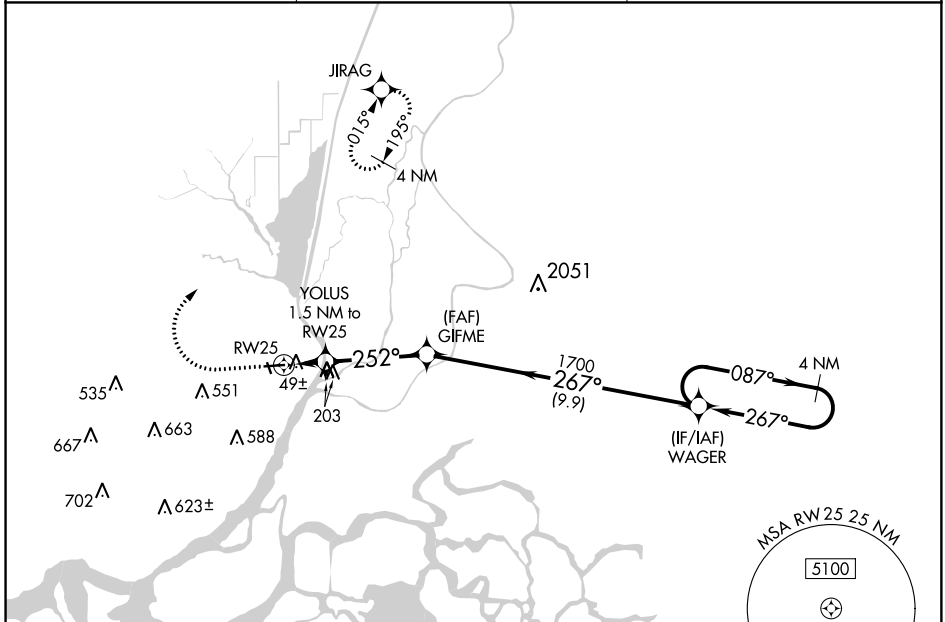 JIRAG
015°
195°
4 NM
2051
YOLUS
1.5 NM to
RW25
(FAF)
GIFME
RW25
252°
1700
267°
(9.9)
087°
4 NM
267°
(IF/IAF)
WAGER
49±
203
535
551
667
663
588
702
623±
MSA RW25 25 NM
5100